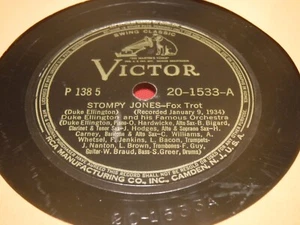 SWING CLASSIC
VICTOR
P 138 5
20-1533-A
STOMPY JONES-Fox Trot
(Duke Ellington) (Recorded January 9, 1934)
Duke Ellington and his Famous Orchestra
(Duke Ellington, Piano-O. Hardwicke, Alto Sax-B. Bigard,
Clarinet & Tenor Sax-J. Hodges, Alto & Soprano Sax-H.
Carney, Baritone & Alto Sax-C. Williams, A.
Whetsel, F. Jenkins, L. Bacon, Trumpets-
J. Nanton, L. Brown, Trombones-F. Guy,
Guitar-W. Braud, Bass-S. Greer, Drums)
RCA MANUFACTURING CO., INC., CAMDEN, N. J., U.S.A.
20-1533A